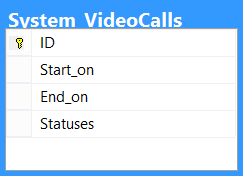 System_VideoCalls
ID
Start_on
End_on
Statuses